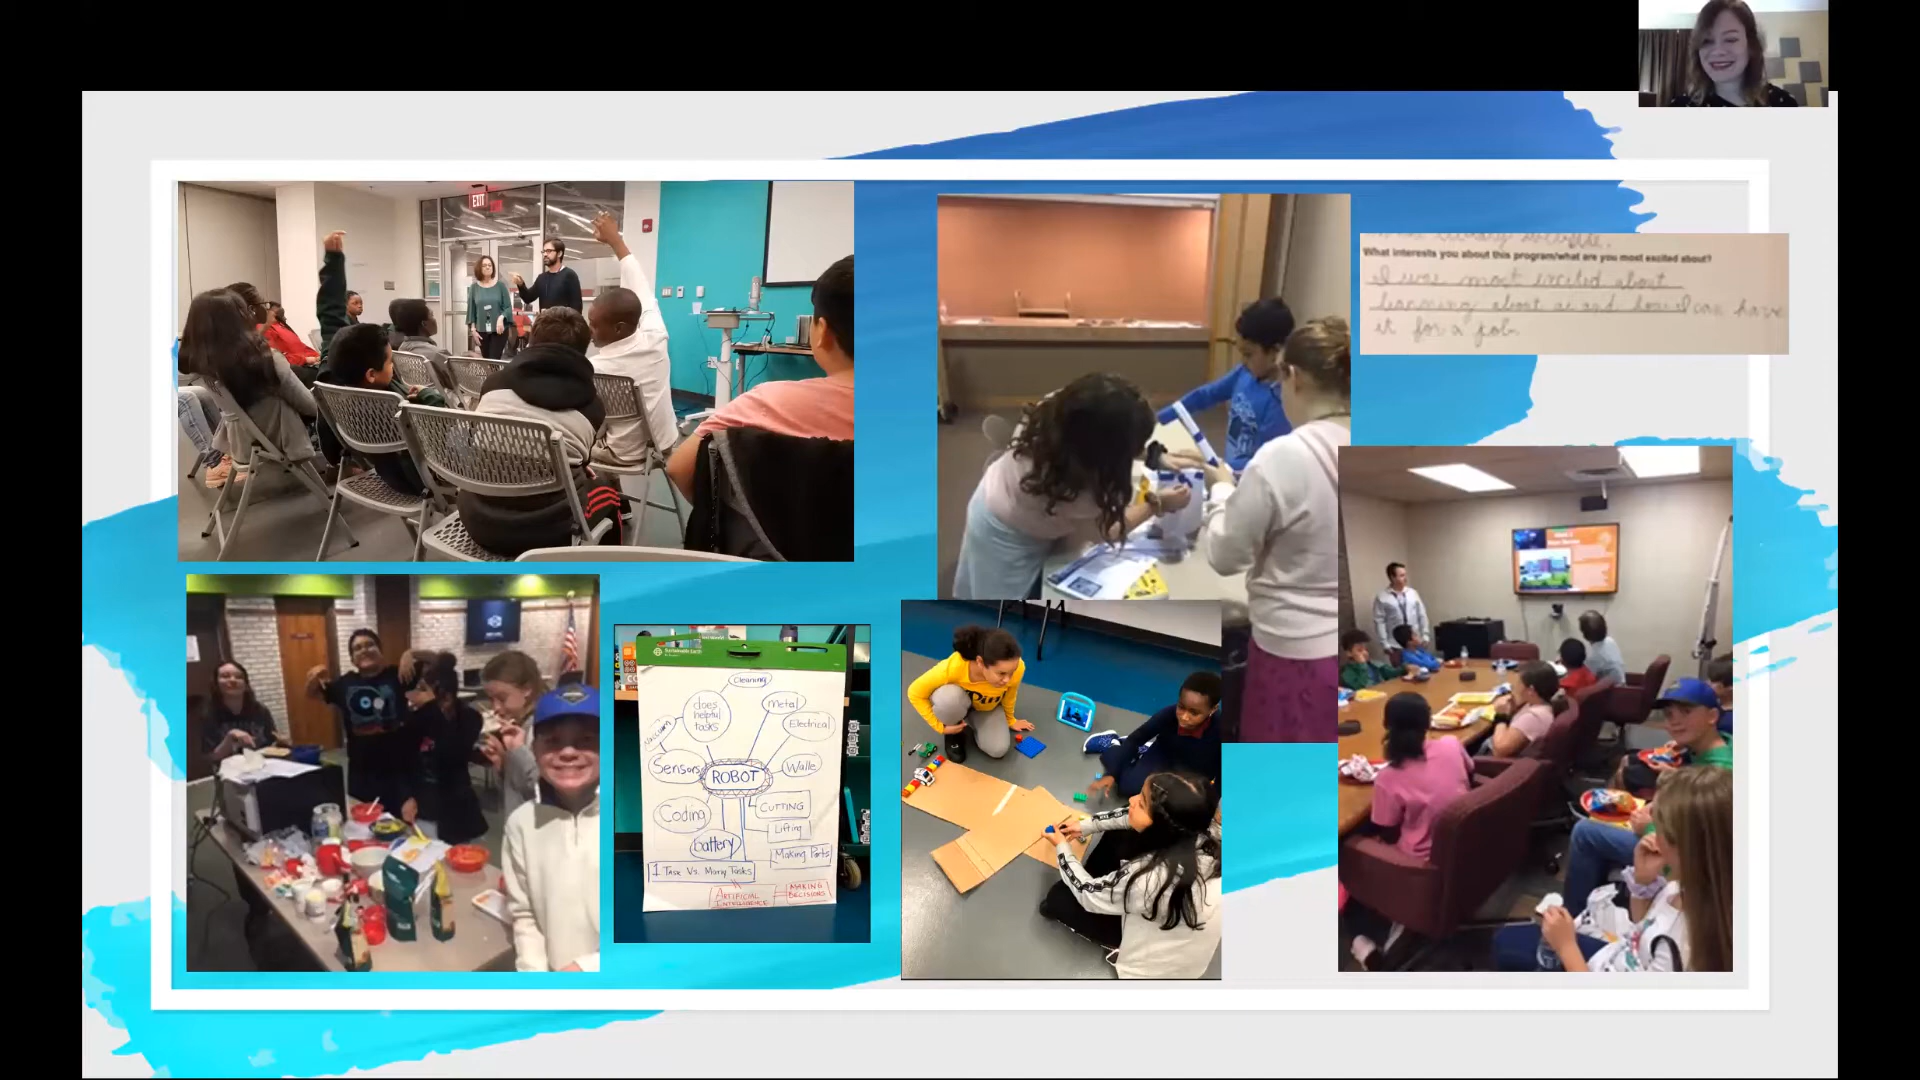 EXIT
What interests you about this program/what are you most excited about?
I was most excited about
learning about ai and how I can have
it for a job.
Cleaning
does
helpful
tasks
Metal
Electrical
Vacuum
Sensors
ROBOT
Walle
Coding
CUTTING
Lifting
battery
Making Parts
1 Task Vs. Many Tasks
ARTIFICIAL
INTELLIGENCE
MAKING
DECISIONS